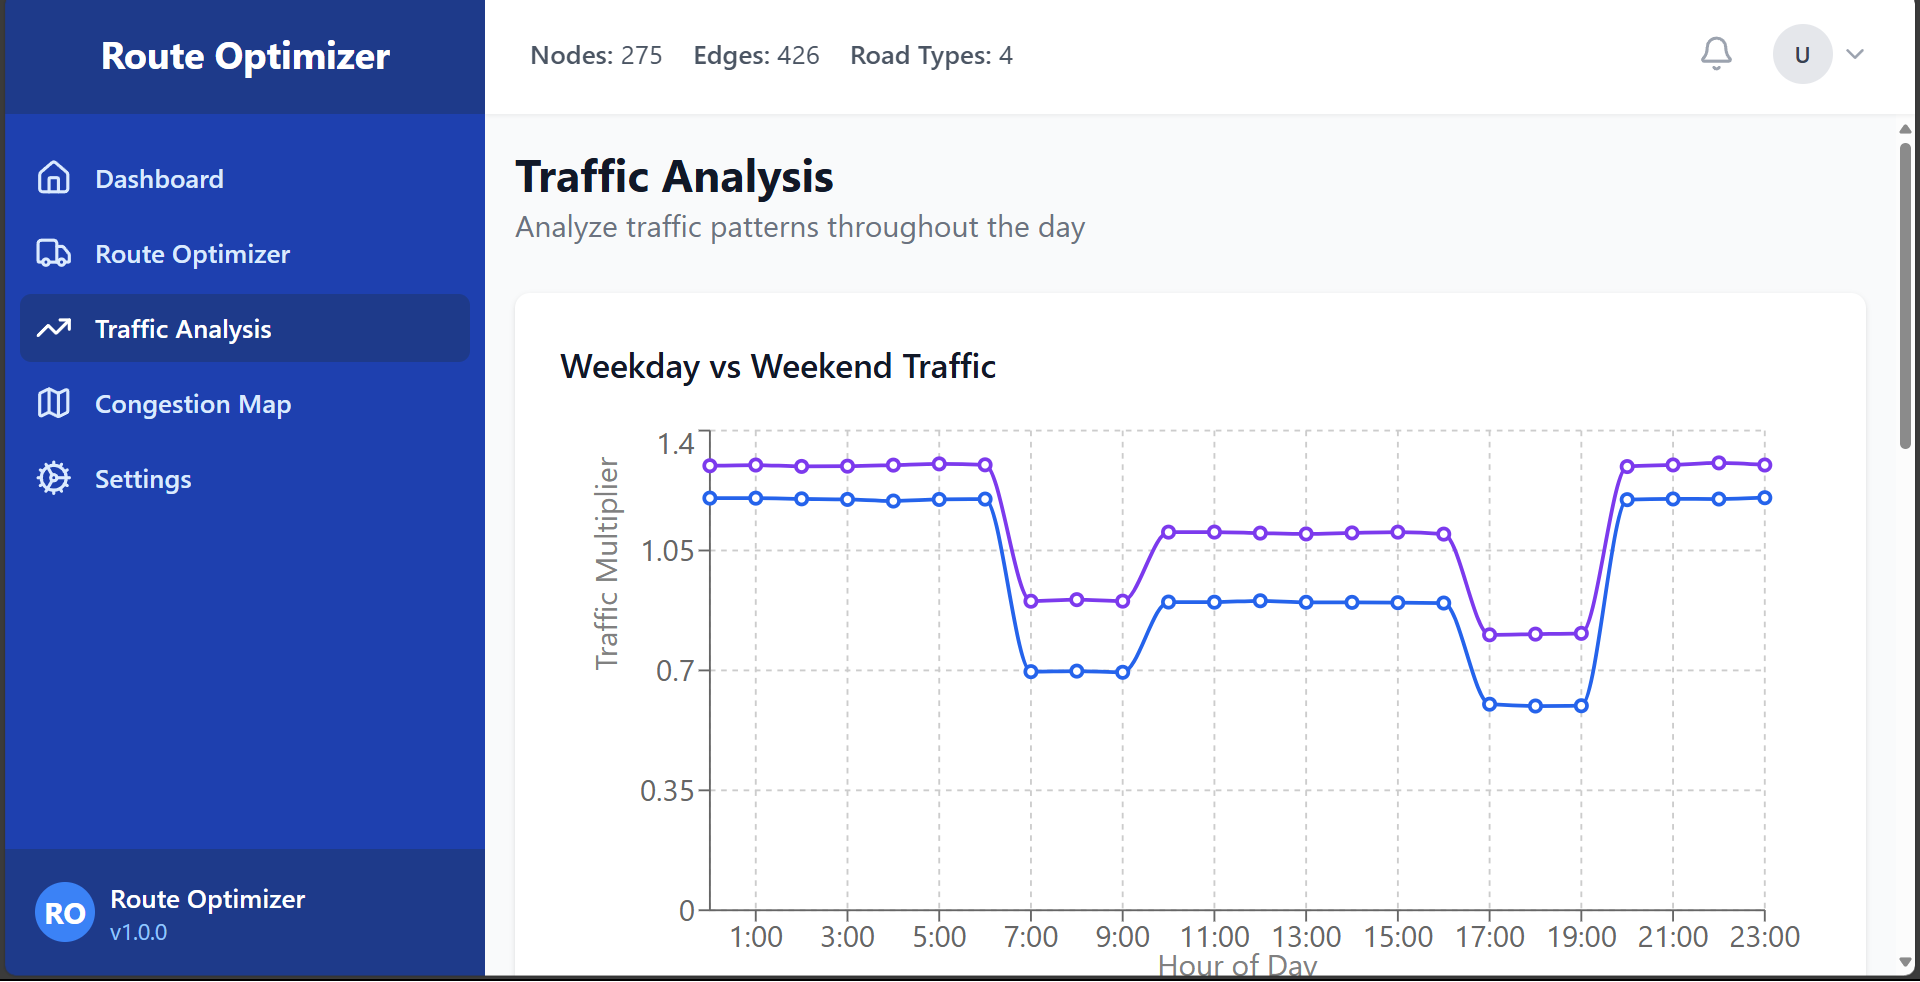 Route Optimizer
Nodes: 275 Edges: 426 Road Types: 4
U
Dashboard
Route Optimizer
Traffic Analysis
Congestion Map
Settings
RO
Route Optimizer
v1.0.0
Traffic Analysis
Analyze traffic patterns throughout the day
Weekday vs Weekend Traffic
Traffic Multiplier
1.4
1.05
0.7
0.35
0
1:00 3:00 5:00 7:00 9:00 11:00 13:00 15:00 17:00 19:00 21:00 23:00
Hour of Day